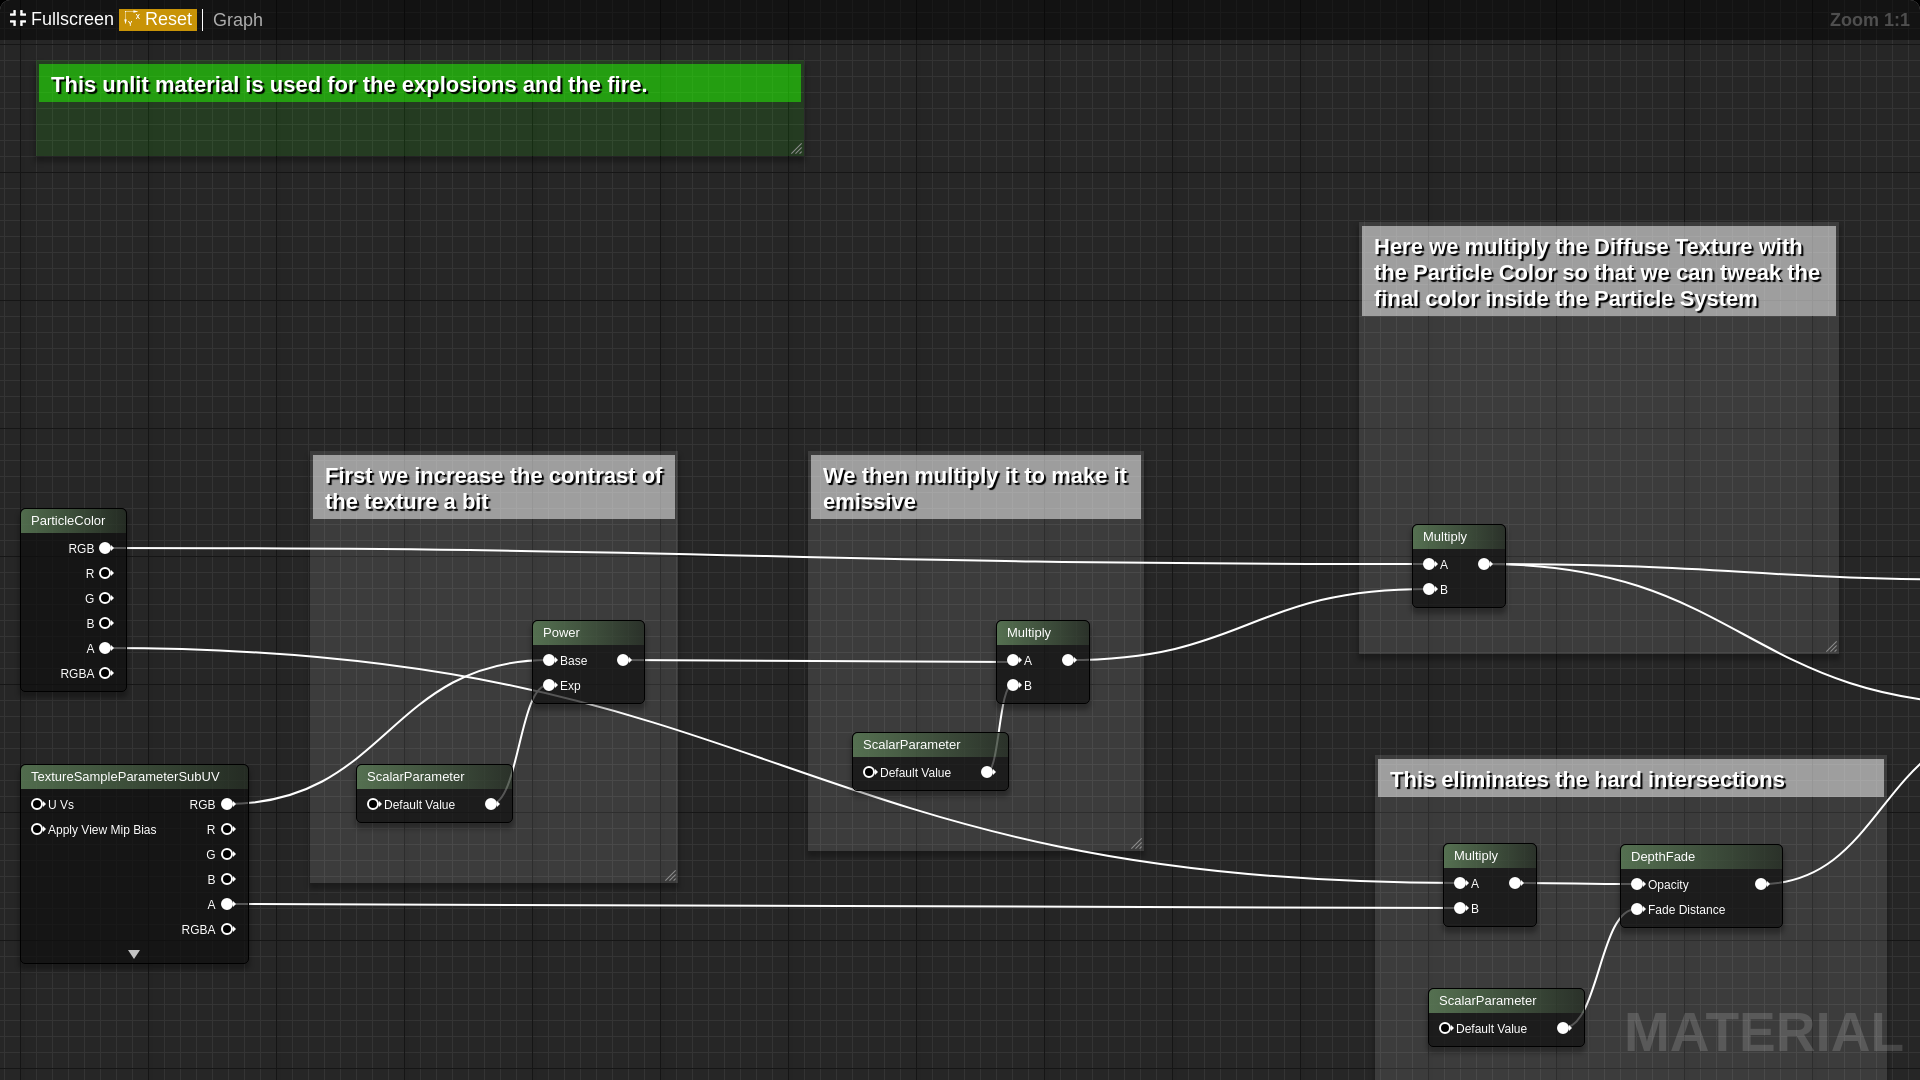 Fullscreen Reset Graph Zoom 1:1
This unlit material is used for the explosions and the fire.
Here we multiply the Diffuse Texture with
the Particle Color so that we can tweak the
final color inside the Particle System
First we increase the contrast of
the texture a bit
We then multiply it to make it
emissive
ParticleColor
RGB
R
G
B
A
RGBA
Power
Base
Exp
Multiply
A
B
Multiply
A
B
ScalarParameter
Default Value
TextureSampleParameterSubUV
U Vs RGB
Apply View Mip Bias R
G
B
A
RGBA
ScalarParameter
Default Value
This eliminates the hard intersections
Multiply
A
B
DepthFade
Opacity
Fade Distance
ScalarParameter
Default Value
MATERIAL